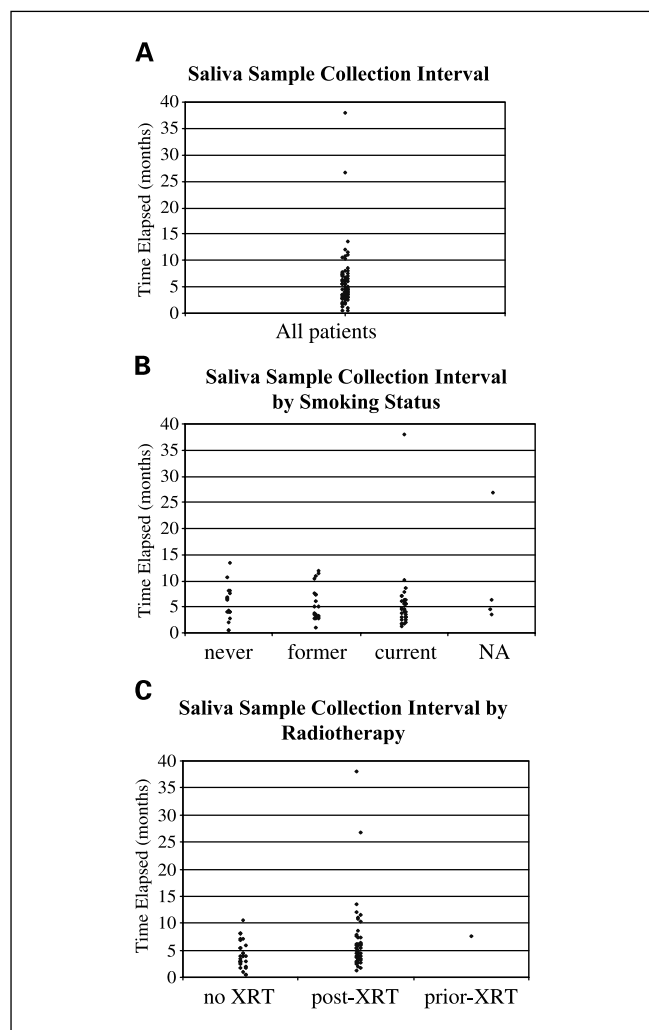 A
Saliva Sample Collection Interval
40
35
30
25
20
15
10
5
0
Time Elapsed (months)
All patients
B
Saliva Sample Collection Interval
by Smoking Status
40
35
30
25
20
15
10
5
0
Time Elapsed (months)
never former current NA
C
Saliva Sample Collection Interval by
Radiotherapy
40
35
30
25
20
15
10
5
0
Time Elapsed (months)
no XRT post-XRT prior-XRT